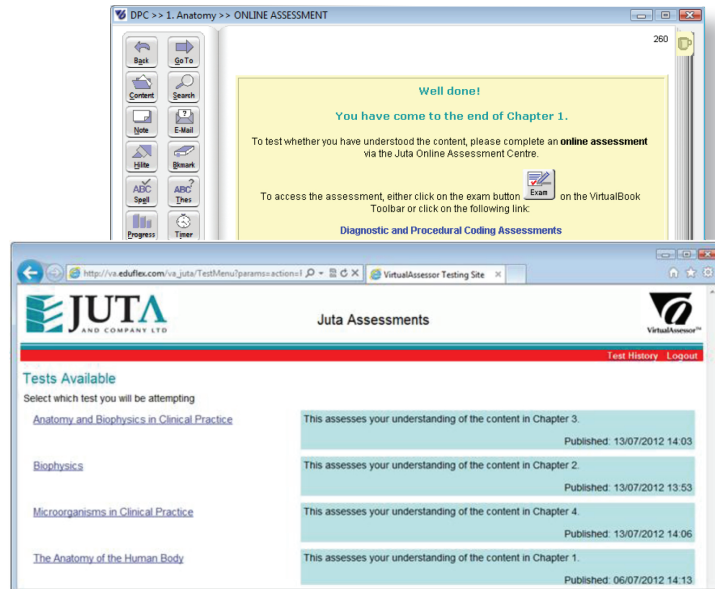 DPC >> 1. Anatomy >> ONLINE ASSESSMENT
260
Back GoTo
Content Search
Note E-Mail
Hilite Bkmark
ABC ABC?
Spell Thes
Progress Timer
Well done!
You have come to the end of Chapter 1.
To test whether you have understood the content, please complete an online assessment
via the Juta Online Assessment Centre.
To access the assessment, either click on the exam button Exam on the VirtualBook
Toolbar or click on the following link:
Diagnostic and Procedural Coding Assessments
http://va.eduflex.com/va_juta/TestMenu?params=action=l VirtualAssessor Testing Site
JUTA
AND COMPANY LTD
Juta Assessments
VirtualAssessor™
Test History Logout
Tests Available
Select which test you will be attempting
Anatomy and Biophysics in Clinical Practice This assesses your understanding of the content in Chapter 3.
Published: 13/07/2012 14:03
Biophysics This assesses your understanding of the content in Chapter 2.
Published: 13/07/2012 13:53
Microorganisms in Clinical Practice This assesses your understanding of the content in Chapter 4.
Published: 13/07/2012 14:06
The Anatomy of the Human Body This assesses your understanding of the content in Chapter 1.
Published: 06/07/2012 14:13